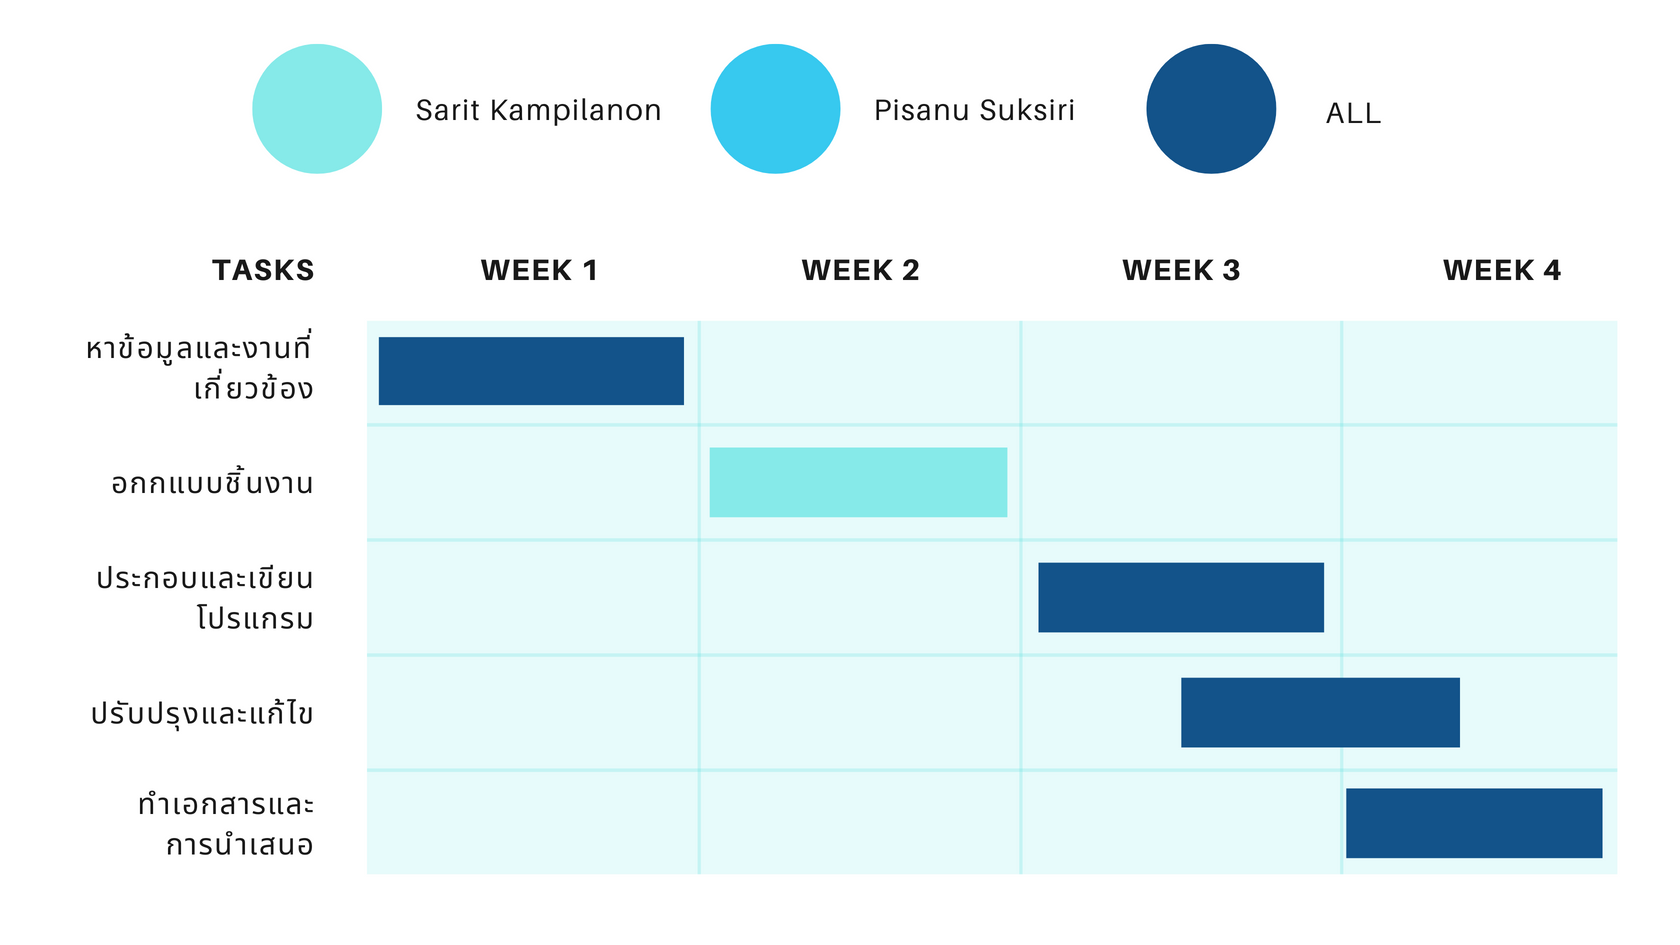 Sarit Kampilanon
Pisanu Suksiri
ALL
TASKS
WEEK 1
WEEK 2
WEEK 3
WEEK 4
หาข้อมูลและงานที่
เกี่ยวข้อง
อกกแบบชิ้นงาน
ประกอบและเขียน
โปรแกรม
ปรับปรุงและแก้ไข
ทำเอกสารและ
การนำเสนอ